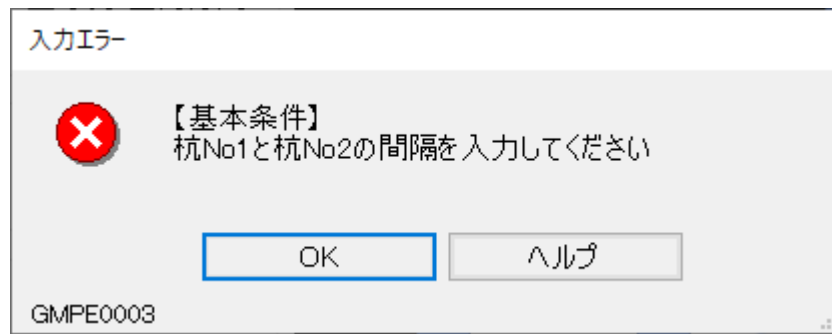 入力エラー
【基本条件】
杭No1と杭No2の間隔を入力してください
OK
ヘルプ
GMPE0003